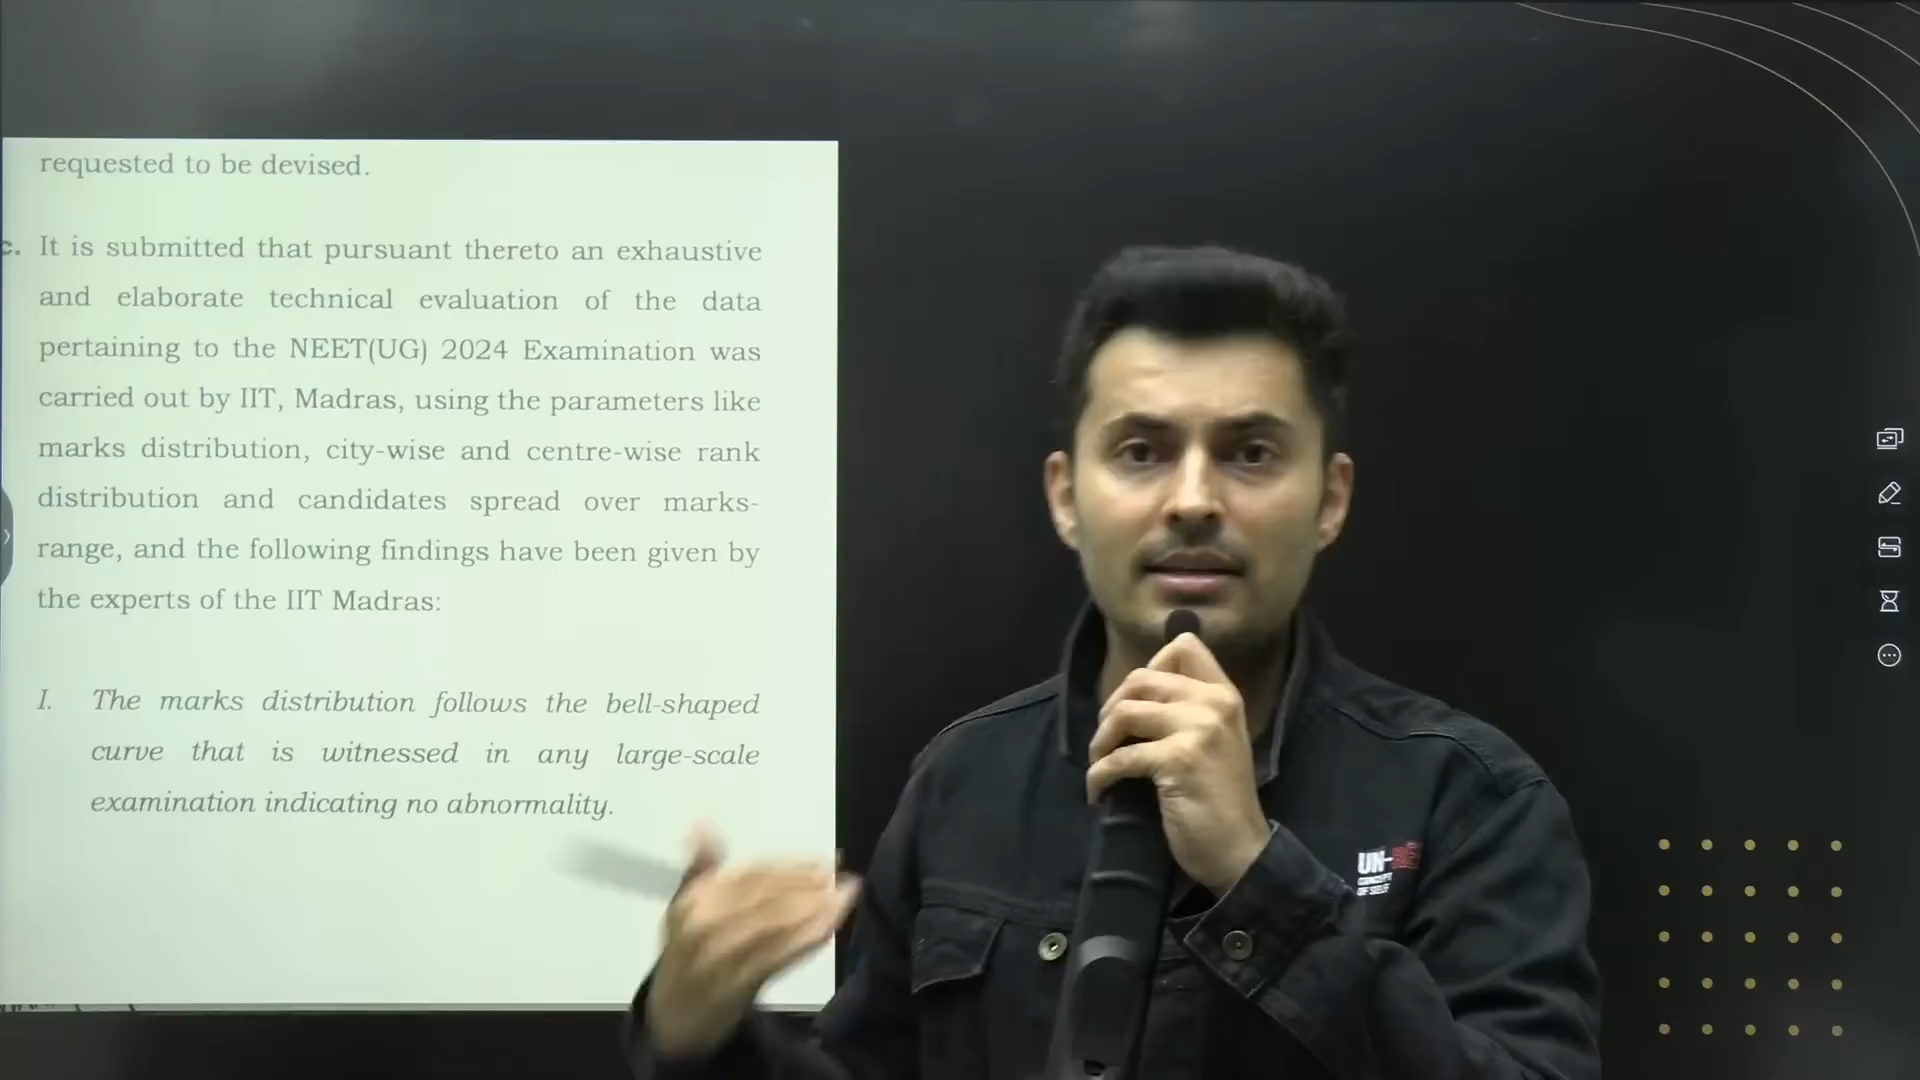 requested to be devised.
c. It is submitted that pursuant thereto an exhaustive
and elaborate technical evaluation of the data
pertaining to the NEET(UG) 2024 Examination was
carried out by IIT, Madras, using the parameters like
marks distribution, city-wise and centre-wise rank
distribution and candidates spread over marks-
range, and the following findings have been given by
the experts of the IIT Madras:
I. The marks distribution follows the bell-shaped
curve that is witnessed in any large-scale
examination indicating no abnormality.
UN-
CONCEPT
OF SELF